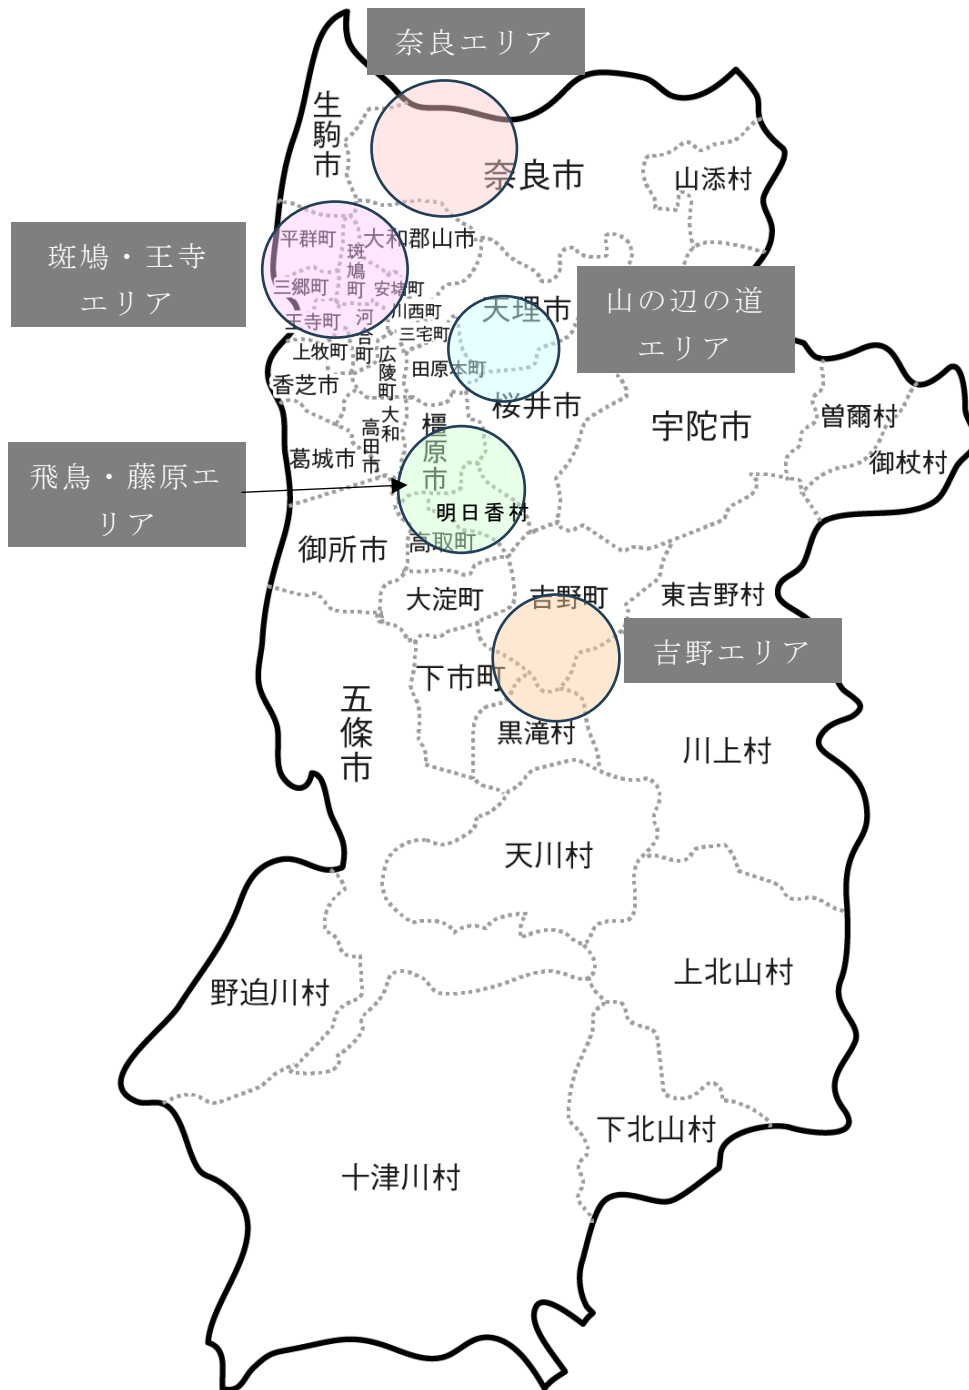 奈良エリア
生駒市
奈良市
山添村
斑鳩・王寺
エリア
平群町
大和郡山市
斑鳩町
三郷町
安堵町
山の辺の道
エリア
王寺町
河合町
川西町
天理市
三宅町
上牧町
広陵町
田原本町
香芝市
桜井市
宇陀市
曽爾村
御杖村
大和
高田市
橿原市
葛城市
飛鳥・藤原エ
リア
明日香村
御所市
高取町
大淀町
吉野町
東吉野村
吉野エリア
下市町
五條市
黒滝村
川上村
天川村
野迫川村
上北山村
下北山村
十津川村